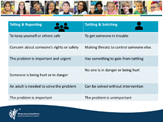 Telling & Reporting
Tattling & Snitching
To keep yourself or others safe
To get someone in trouble
Concern about someone's rights or safety
Making threats to control someone else.
The problem is important and urgent
Has something to gain from tattling
Someone is being hurt or in danger
No one is in danger or being hurt
An adult is needed to solve the problem
Can be solved without intervention
The problem is important
The problem is unimportant